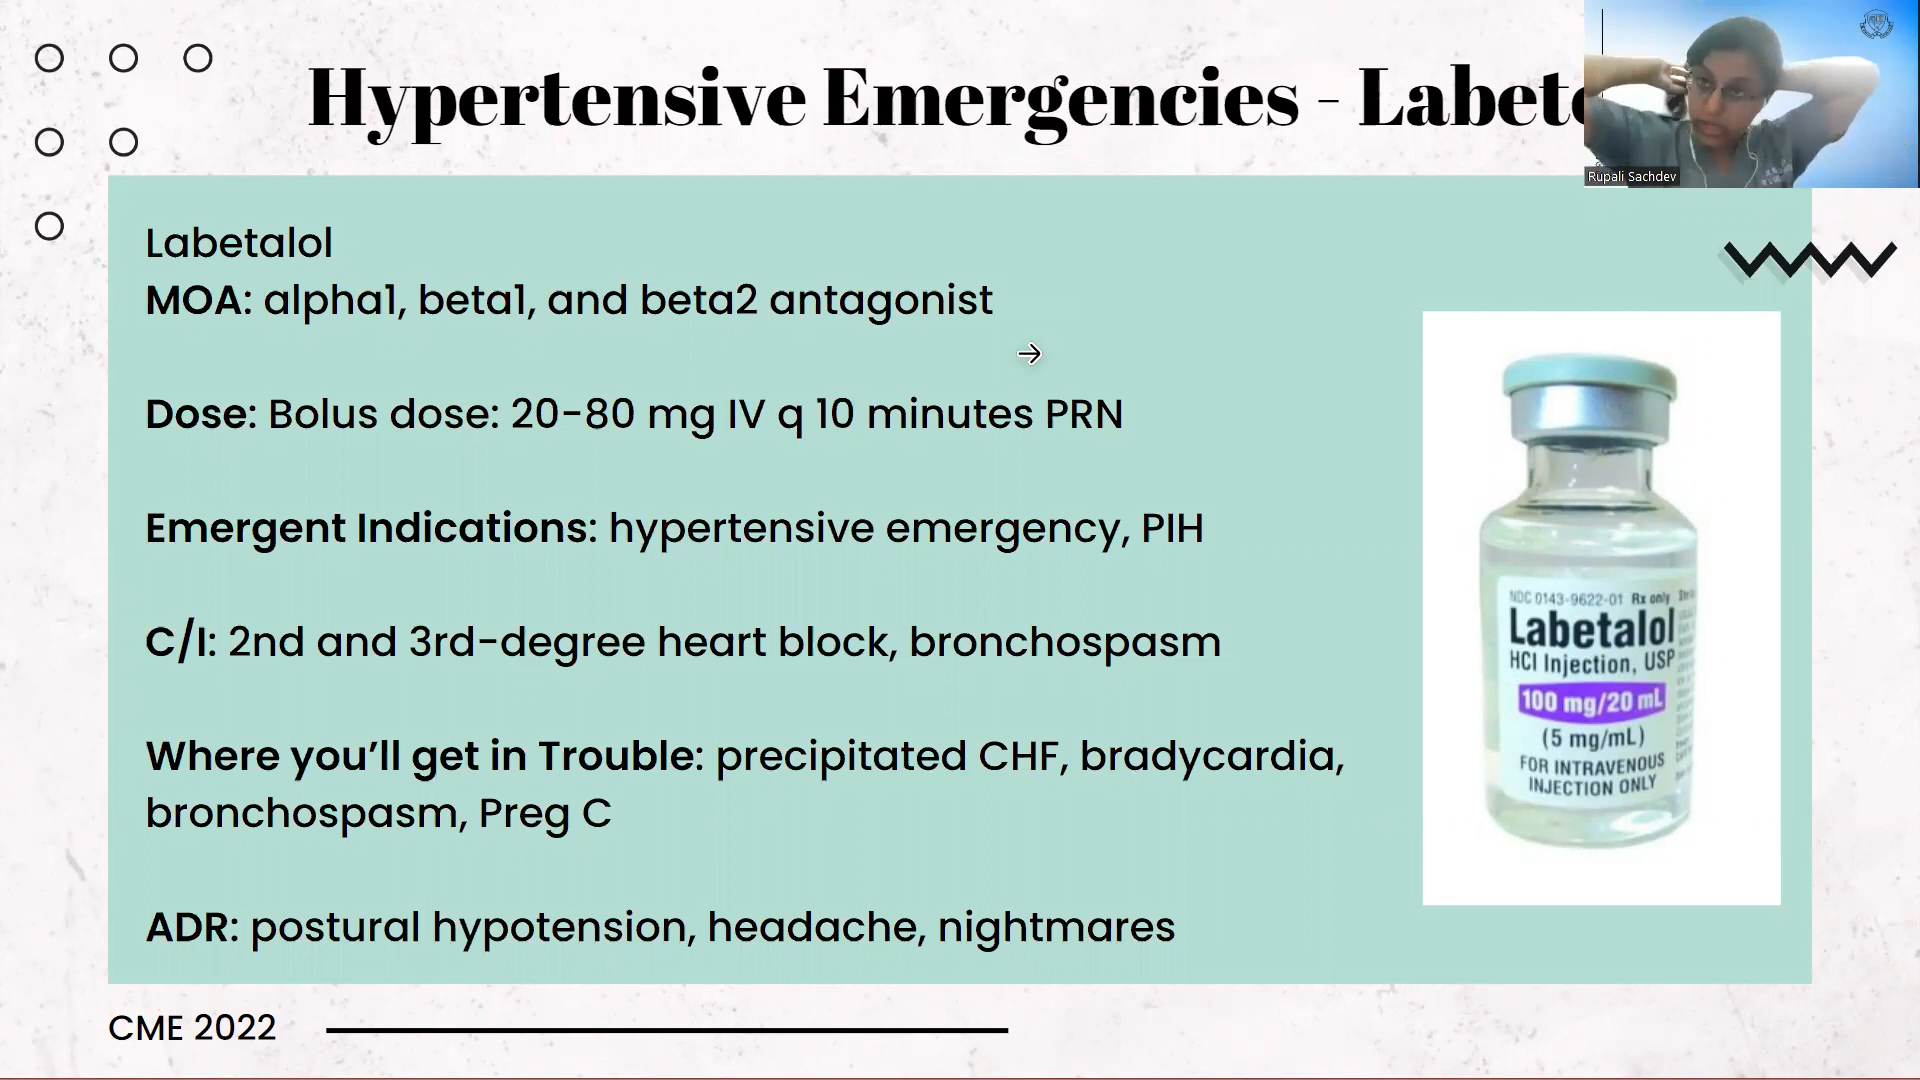 Hypertensive Emergencies - Labeto
Rupali Sachdev
Labetalol
MOA: alpha1, beta1, and beta2 antagonist
Dose: Bolus dose: 20-80 mg IV q 10 minutes PRN
Emergent Indications: hypertensive emergency, PIH
C/I: 2nd and 3rd-degree heart block, bronchospasm
Where you’ll get in Trouble: precipitated CHF, bradycardia,
bronchospasm, Preg C
ADR: postural hypotension, headache, nightmares
NDC 0143-9622-01 Rx only
Labetalol
HCl Injection, USP
100 mg/20 mL
(5 mg/mL)
FOR INTRAVENOUS
INJECTION ONLY
CME 2022